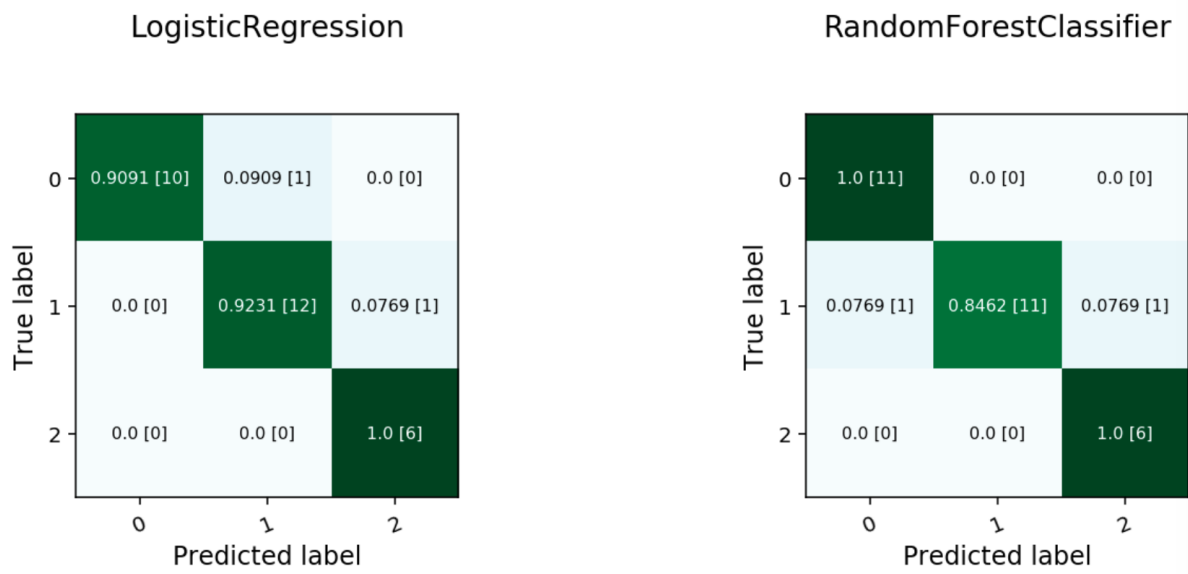 LogisticRegression
RandomForestClassifier
True label
0
0.9091 [10] 0.0909 [1] 0.0 [0]
1
0.0 [0] 0.9231 [12] 0.0769 [1]
2
0.0 [0] 0.0 [0] 1.0 [6]
0 1 2
Predicted label
True label
0
1.0 [11] 0.0 [0] 0.0 [0]
1
0.0769 [1] 0.8462 [11] 0.0769 [1]
2
0.0 [0] 0.0 [0] 1.0 [6]
0 1 2
Predicted label